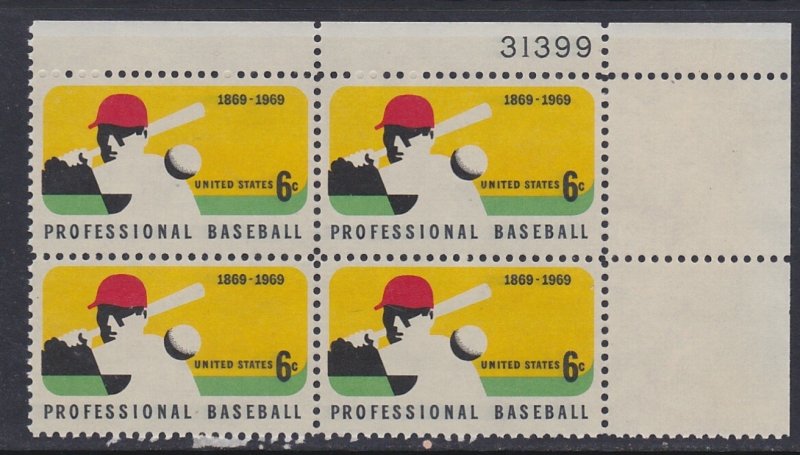 31399
1869-1969
UNITED STATES 6c
PROFESSIONAL BASEBALL
1869-1969
UNITED STATES 6c
PROFESSIONAL BASEBALL
1869-1969
UNITED STATES 6c
PROFESSIONAL BASEBALL
1869-1969
UNITED STATES 6c
PROFESSIONAL BASEBALL